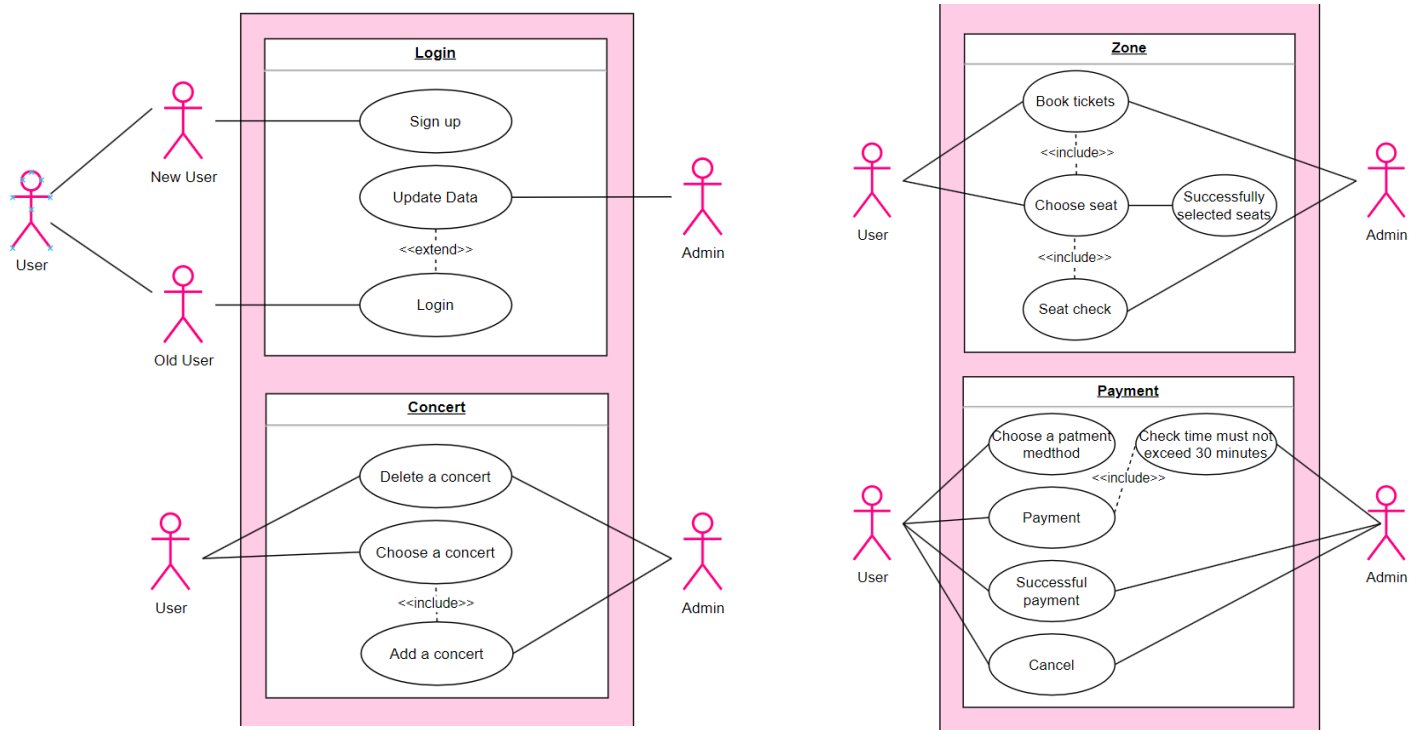 Login
Sign up
New User
Update Data
<<extend>>
User
Admin
Login
Old User
Concert
Delete a concert
Choose a concert
<<include>>
User
Admin
Add a concert
Zone
Book tickets
<<include>>
Choose seat
Successfully
selected seats
User
Admin
<<include>>
Seat check
Payment
Choose a patment
medthod
Check time must not
exceed 30 minutes
<<include>>
Payment
User
Admin
Successful
payment
Cancel